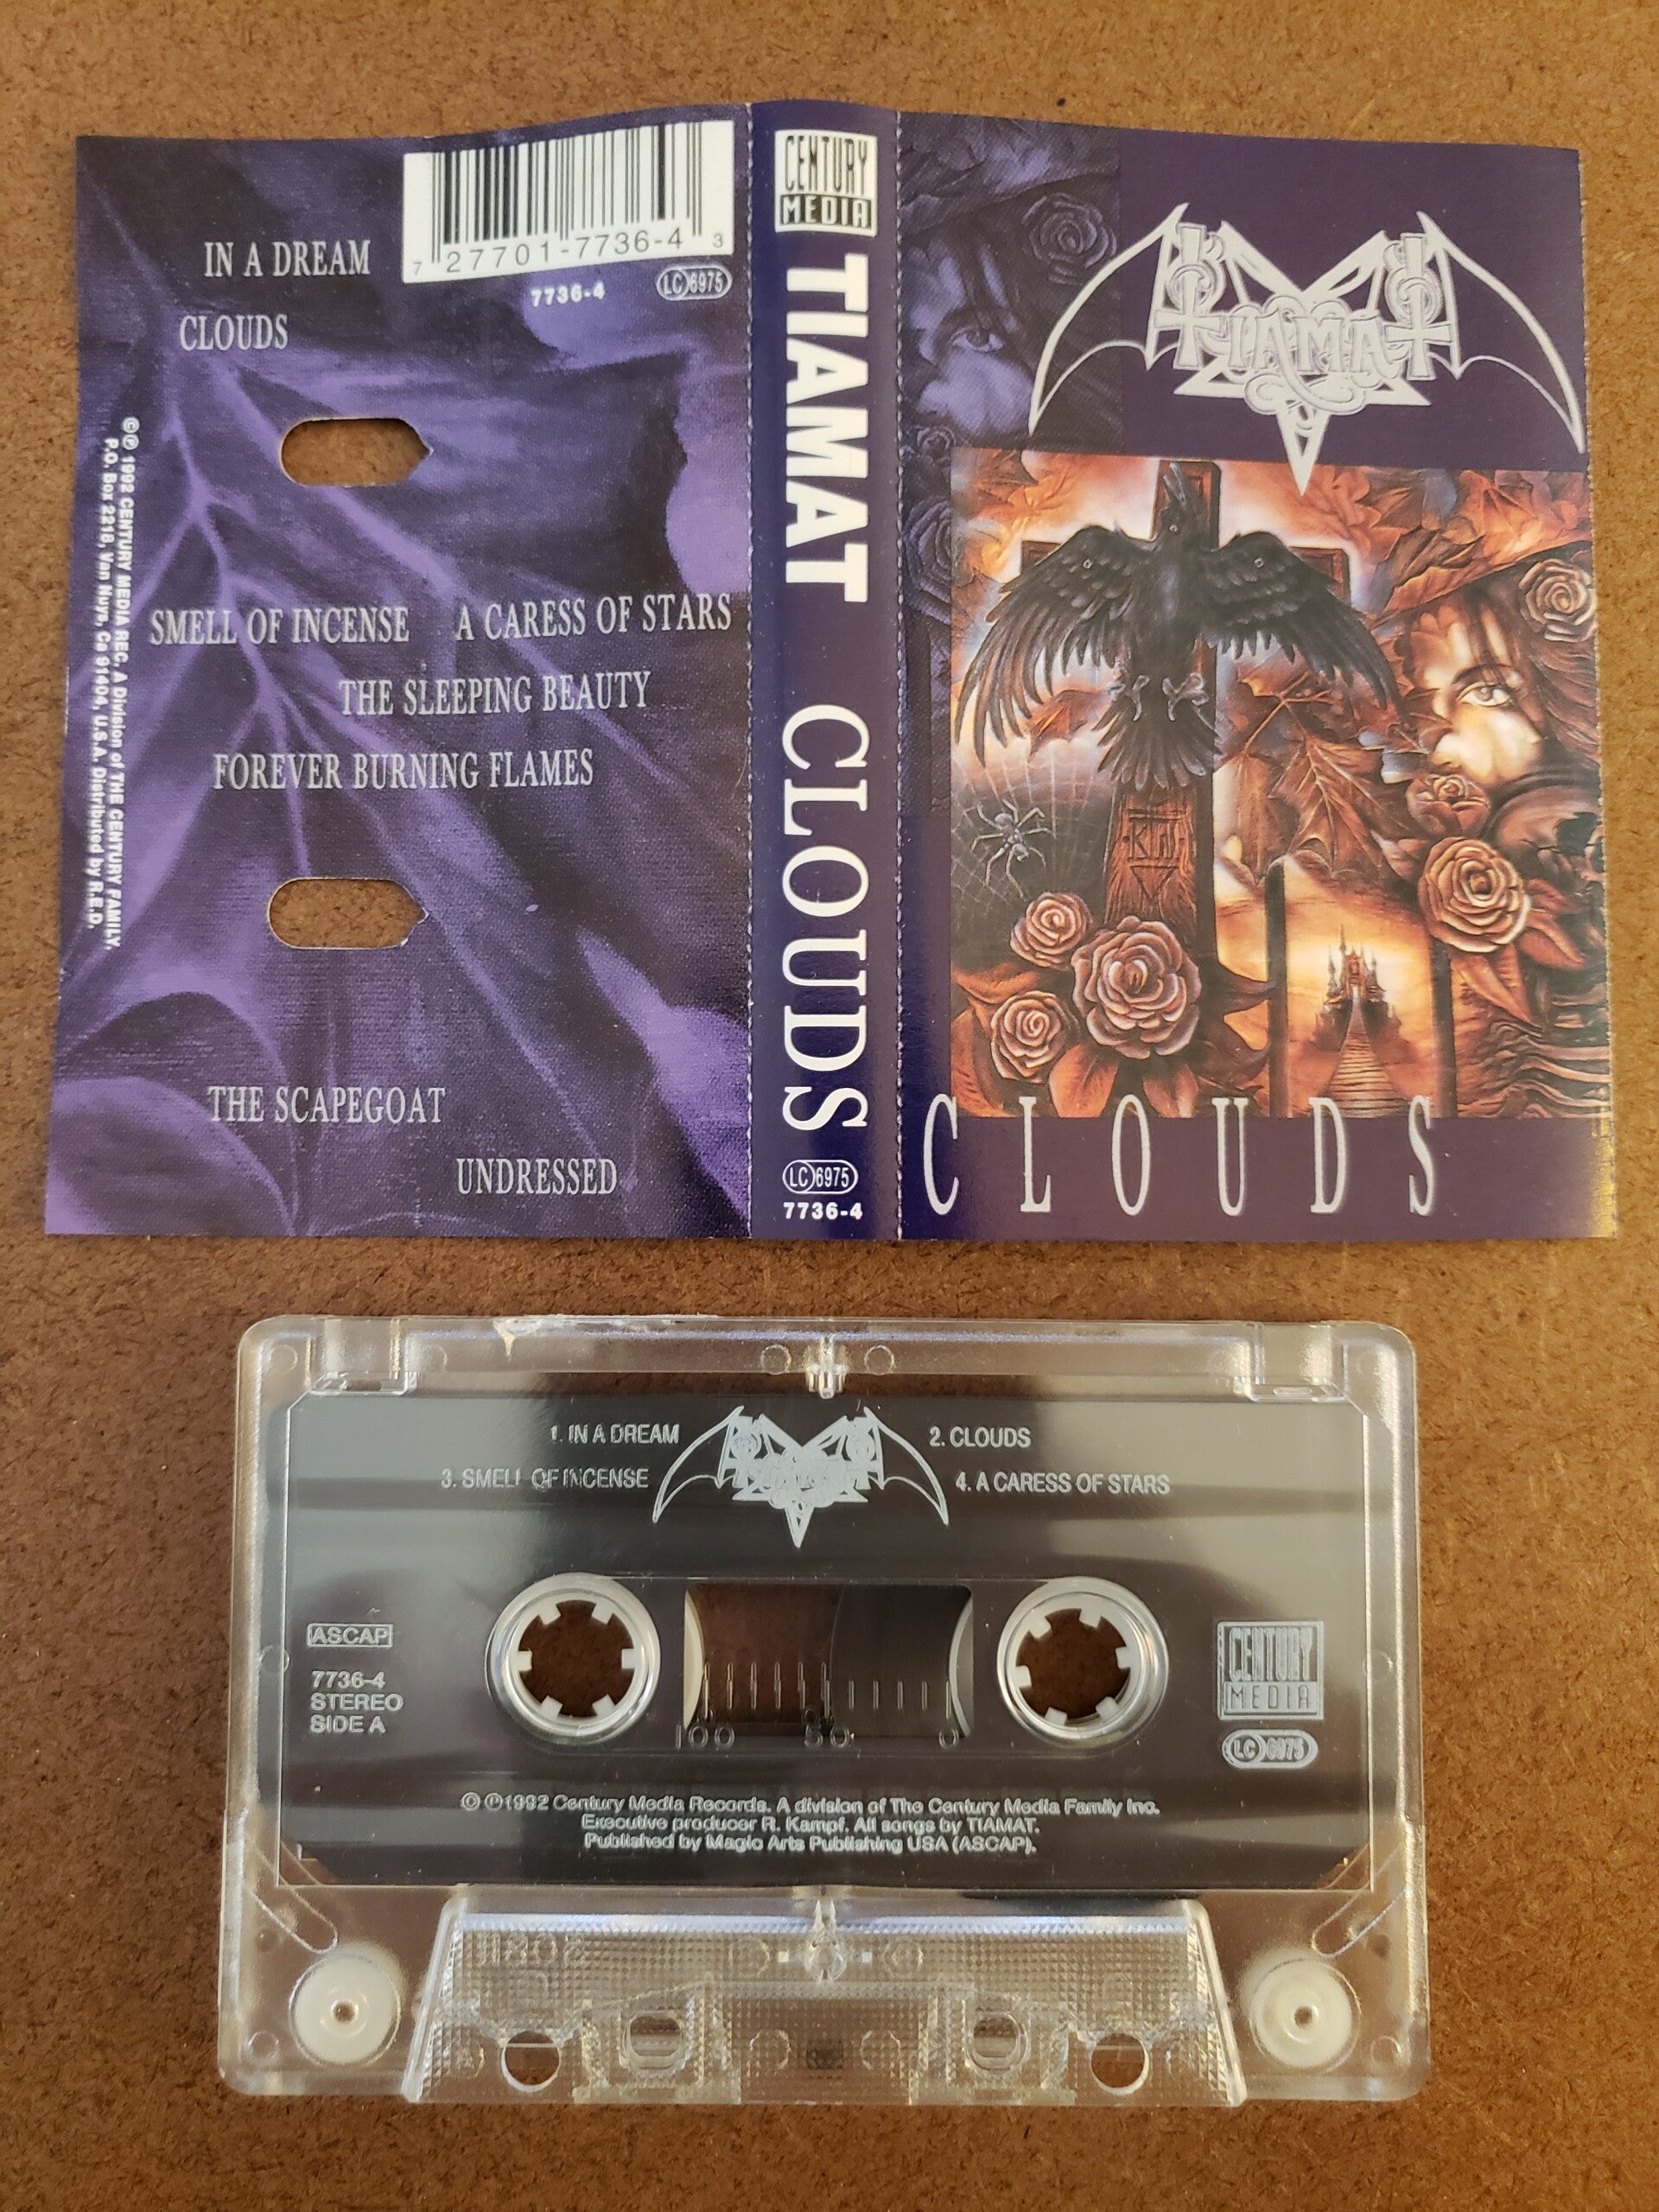 IN A DREAM
CLOUDS
7 27701-7736-4 3
7736-4
LC 6975
SMELL OF INCENSE
A CARESS OF STARS
THE SLEEPING BEAUTY
FOREVER BURNING FLAMES
THE SCAPEGOAT
UNDRESSED
©℗ 1992 CENTURY MEDIA REC, A Division of THE CENTURY FAMILY,
P.O. Box 2218, Van Nuys, Ca 91404, U.S.A. Distributed by R.E.D.
CENTURY
MEDIA
TIAMAT CLOUDS
LC 6975
7736-4
TIAMAT
CLOUDS
1. IN A DREAM
2. CLOUDS
3. SMELL OF INCENSE
4. A CARESS OF STARS
TIAMAT
ASCAP
7736-4
STEREO
SIDE A
100 50 0
CENTURY
MEDIA
LC 6975
© ℗1992 Century Media Records. A division of The Century Media Family Inc.
Executive producer R. Kampf. All songs by TIAMAT.
Published by Magic Arts Publishing USA (ASCAP).